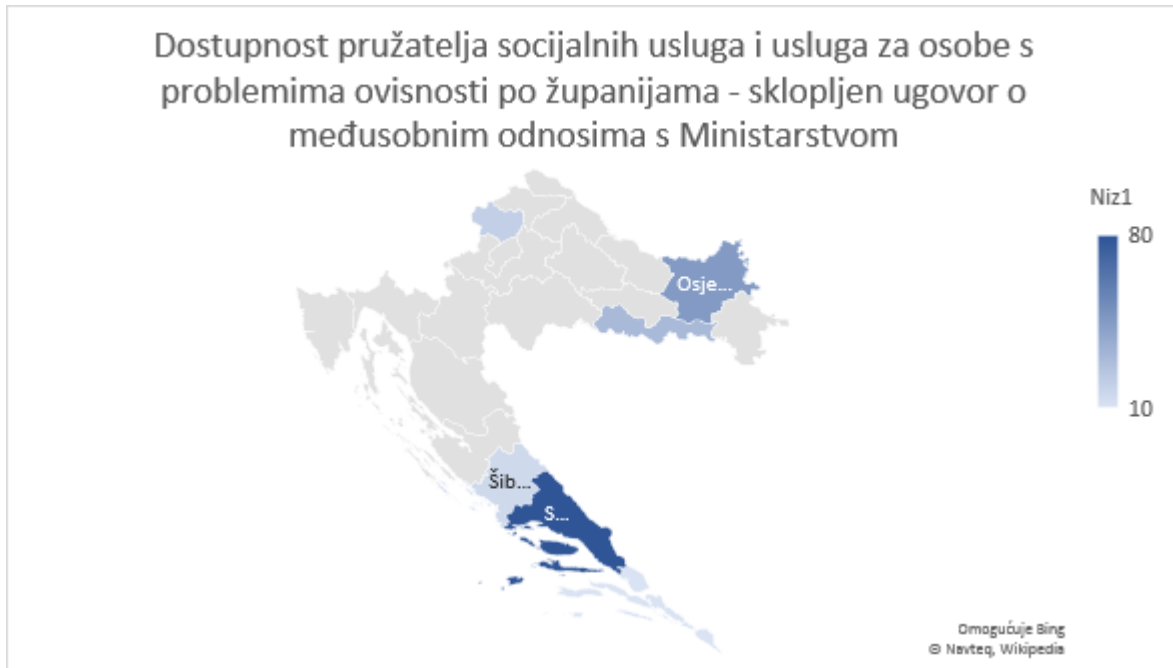 Dostupnost pružatelja socijalnih usluga i usluga za osobe s
problemima ovisnosti po županijama - sklopljen ugovor o
međusobnim odnosima s Ministarstvom
Niz1
80
10
Osje...
Šib...
S...
Omogućuje Bing
© Navteq, Wikipedia